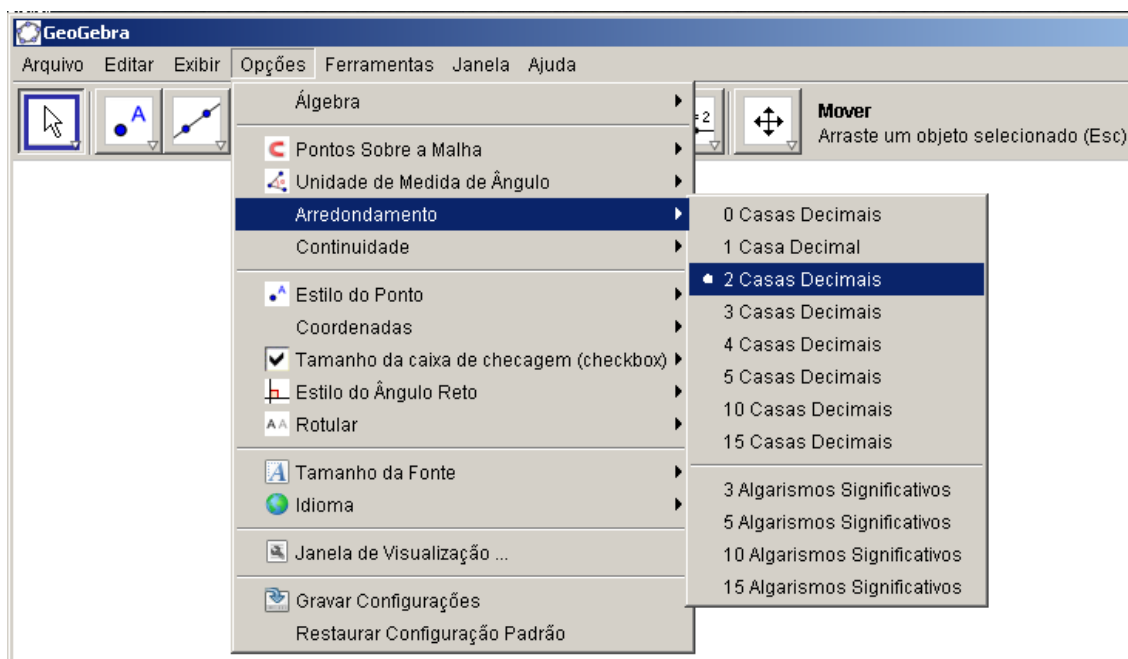 GeoGebra
Arquivo Editar Exibir Opções Ferramentas Janela Ajuda
A
=2
Mover
Arraste um objeto selecionado (Esc)
Álgebra
Pontos Sobre a Malha
Unidade de Medida de Ângulo
Arredondamento
Continuidade
Estilo do Ponto
Coordenadas
Tamanho da caixa de checagem (checkbox)
Estilo do Ângulo Reto
AA Rotular
A Tamanho da Fonte
Idioma
Janela de Visualização ...
Gravar Configurações
Restaurar Configuração Padrão
0 Casas Decimais
1 Casa Decimal
2 Casas Decimais
3 Casas Decimais
4 Casas Decimais
5 Casas Decimais
10 Casas Decimais
15 Casas Decimais
3 Algarismos Significativos
5 Algarismos Significativos
10 Algarismos Significativos
15 Algarismos Significativos